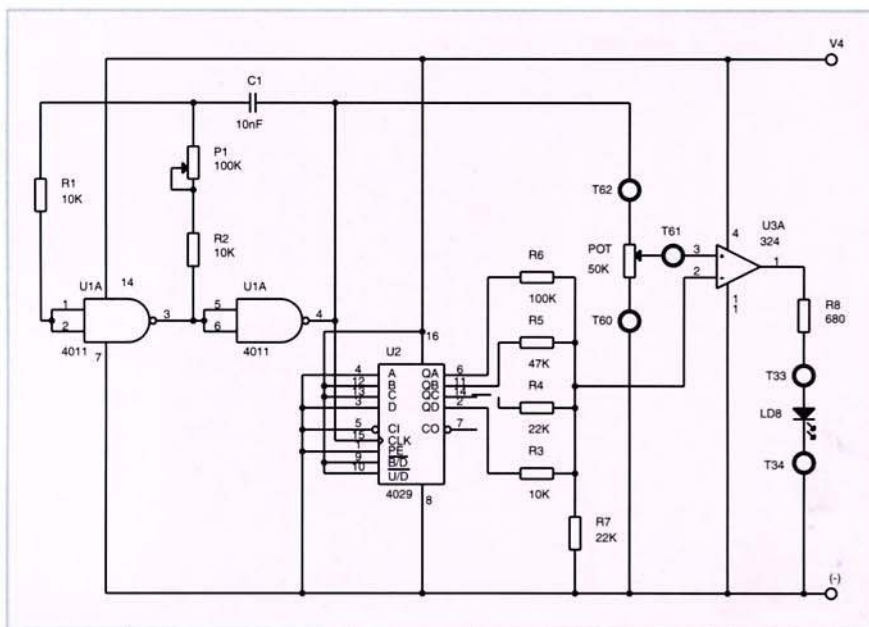 V4
C1
10nF
P1
100K
R1
10K
T62
U3A
324
T61
4
3
2
1
1
1
POT
50K
R2
10K
R6
100K
U1A
14
1
2
3
4011
7
U1A
5
6
4
4011
R8
680
T60
R5
47K
16
U2
4
12
13
3
5
15
1
9
10
A
B
C
D
CI
CLK
PE
B/D
U/D
QA
QB
QC
QD
CO
6
11
14
2
7
4029
8
R4
22K
R3
10K
T33
LD8
T34
R7
22K
(-)